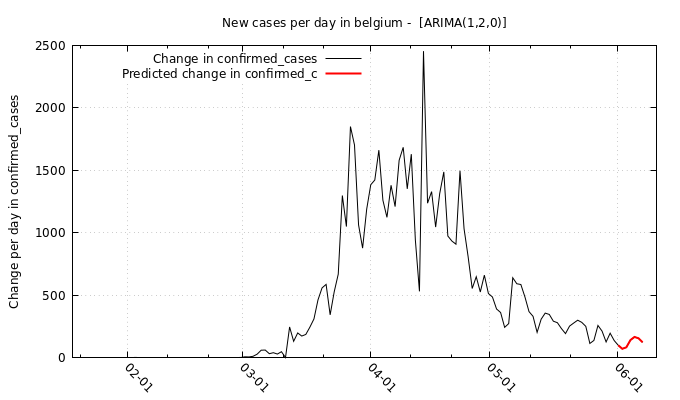 New cases per day in belgium -  [ARIMA(1,2,0)]
Change in confirmed_cases
Predicted change in confirmed_c
Change per day in confirmed_cases
2500
2000
1500
1000
500
0
02-01
03-01
04-01
05-01
06-01